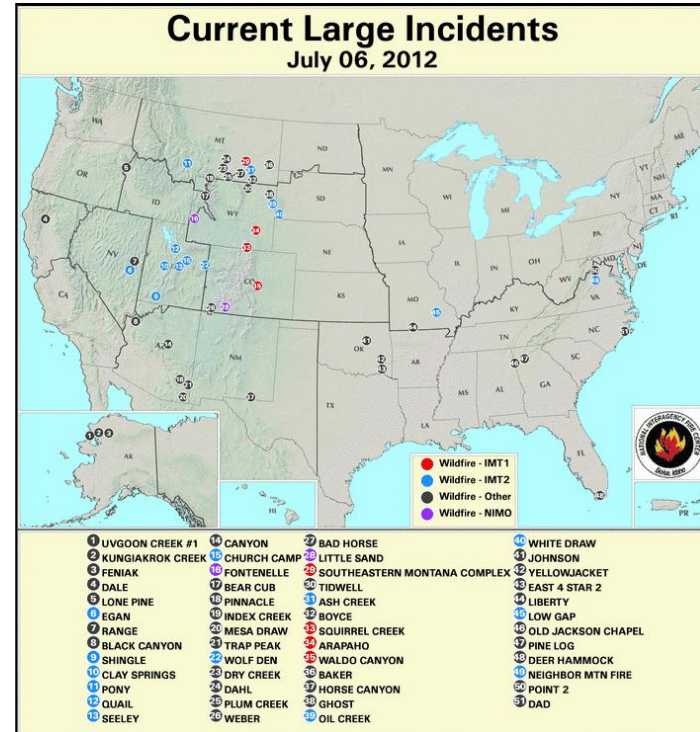 Current Large Incidents
July 06, 2012
WA
MT
ND
MN
ME
OR
ID
WY
SD
WI
MI
VT
NH
NY
MA
CT
RI
NV
NE
IA
PA
NJ
IL
IN
OH
MD
DE
CA
CO
KS
MO
WV
VA
KY
AZ
NM
OK
AR
TN
NC
SC
TX
LA
MS
AL
GA
FL
AK
HI
PR
NATIONAL INTERAGENCY FIRE CENTER
Boise, Idaho
Wildfire - IMT1
Wildfire - IMT2
Wildfire - Other
Wildfire - NIMO
1 UVGOON CREEK #1
2 KUNGIAKROK CREEK
3 FENIAK
4 DALE
5 LONE PINE
6 EGAN
7 RANGE
8 BLACK CANYON
9 SHINGLE
10 CLAY SPRINGS
11 PONY
12 QUAIL
13 SEELEY
14 CANYON
15 CHURCH CAMP
16 FONTENELLE
17 BEAR CUB
18 PINNACLE
19 INDEX CREEK
20 MESA DRAW
21 TRAP PEAK
22 WOLF DEN
23 DRY CREEK
24 DAHL
25 PLUM CREEK
26 WEBER
27 BAD HORSE
28 LITTLE SAND
29 SOUTHEASTERN MONTANA COMPLEX
30 TIDWELL
31 ASH CREEK
32 BOYCE
33 SQUIRREL CREEK
34 ARAPAHO
35 WALDO CANYON
36 BAKER
37 HORSE CANYON
38 GHOST
39 OIL CREEK
40 WHITE DRAW
41 JOHNSON
42 YELLOWJACKET
43 EAST 4 STAR 2
44 LIBERTY
45 LOW GAP
46 OLD JACKSON CHAPEL
47 PINE LOG
48 DEER HAMMOCK
49 NEIGHBOR MTN FIRE
50 POINT 2
51 DAD